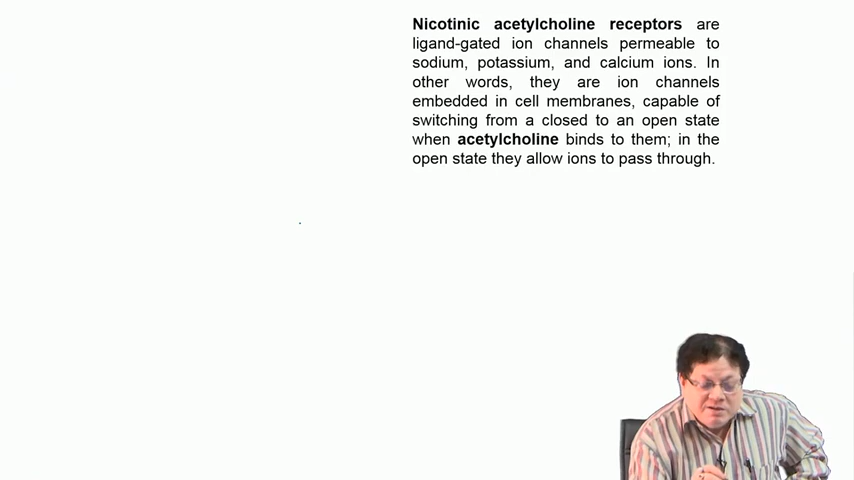 Nicotinic acetylcholine receptors are
ligand-gated ion channels permeable to
sodium, potassium, and calcium ions. In
other words, they are ion channels
embedded in cell membranes, capable of
switching from a closed to an open state
when acetylcholine binds to them; in the
open state they allow ions to pass through.